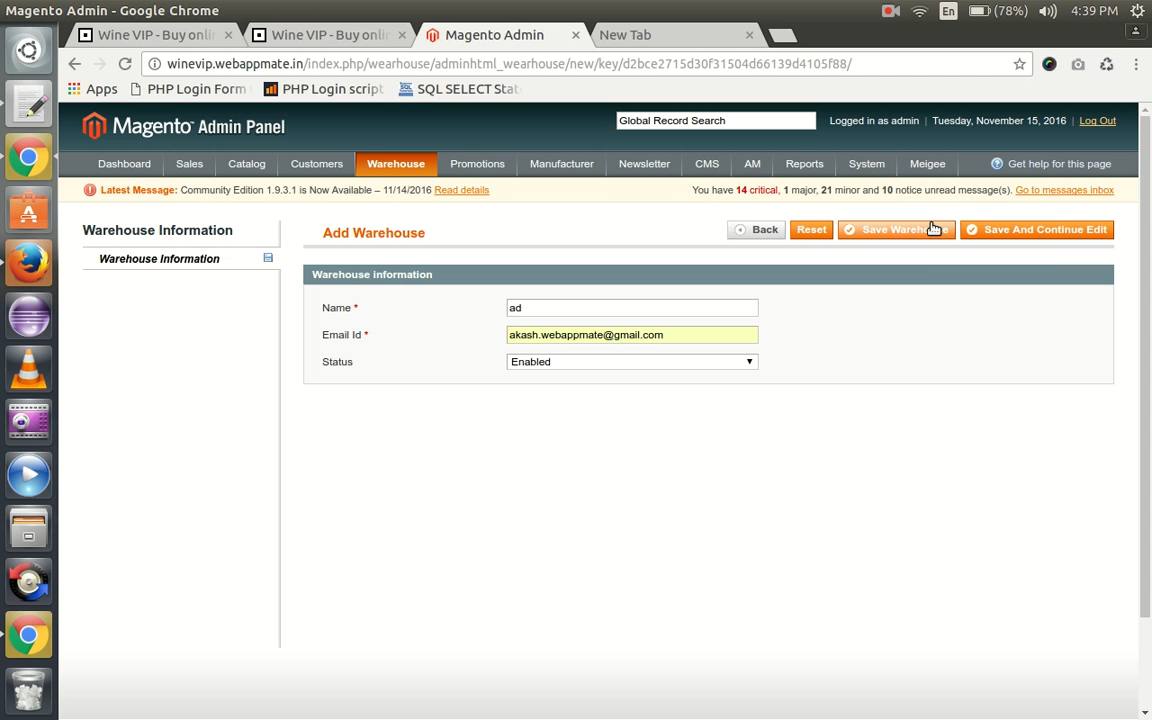 Magento Admin - Google Chrome
En
(78%)
4:39 PM
Wine VIP - Buy onli
Wine VIP - Buy onli
Magento Admin
New Tab
winevip.webappmate.in/index.php/wearhouse/adminhtml_wearhouse/new/key/d2bce2715d30f31504d66139d4105f88/
Apps
PHP Login Form
PHP Login script
SQL SELECT Stat
Magento Admin Panel
Global Record Search
Logged in as admin | Tuesday, November 15, 2016 | Log Out
Dashboard
Sales
Catalog
Customers
Warehouse
Promotions
Manufacturer
Newsletter
CMS
AM
Reports
System
Meigee
Get help for this page
Latest Message: Community Edition 1.9.3.1 is Now Available – 11/14/2016 Read details
You have 14 critical, 1 major, 21 minor and 10 notice unread message(s). Go to messages inbox
Warehouse Information
Warehouse Information
Add Warehouse
Back
Reset
Save Wareho
Save And Continue Edit
Warehouse information
Name *
ad
Email Id *
akash.webappmate@gmail.com
Status
Enabled